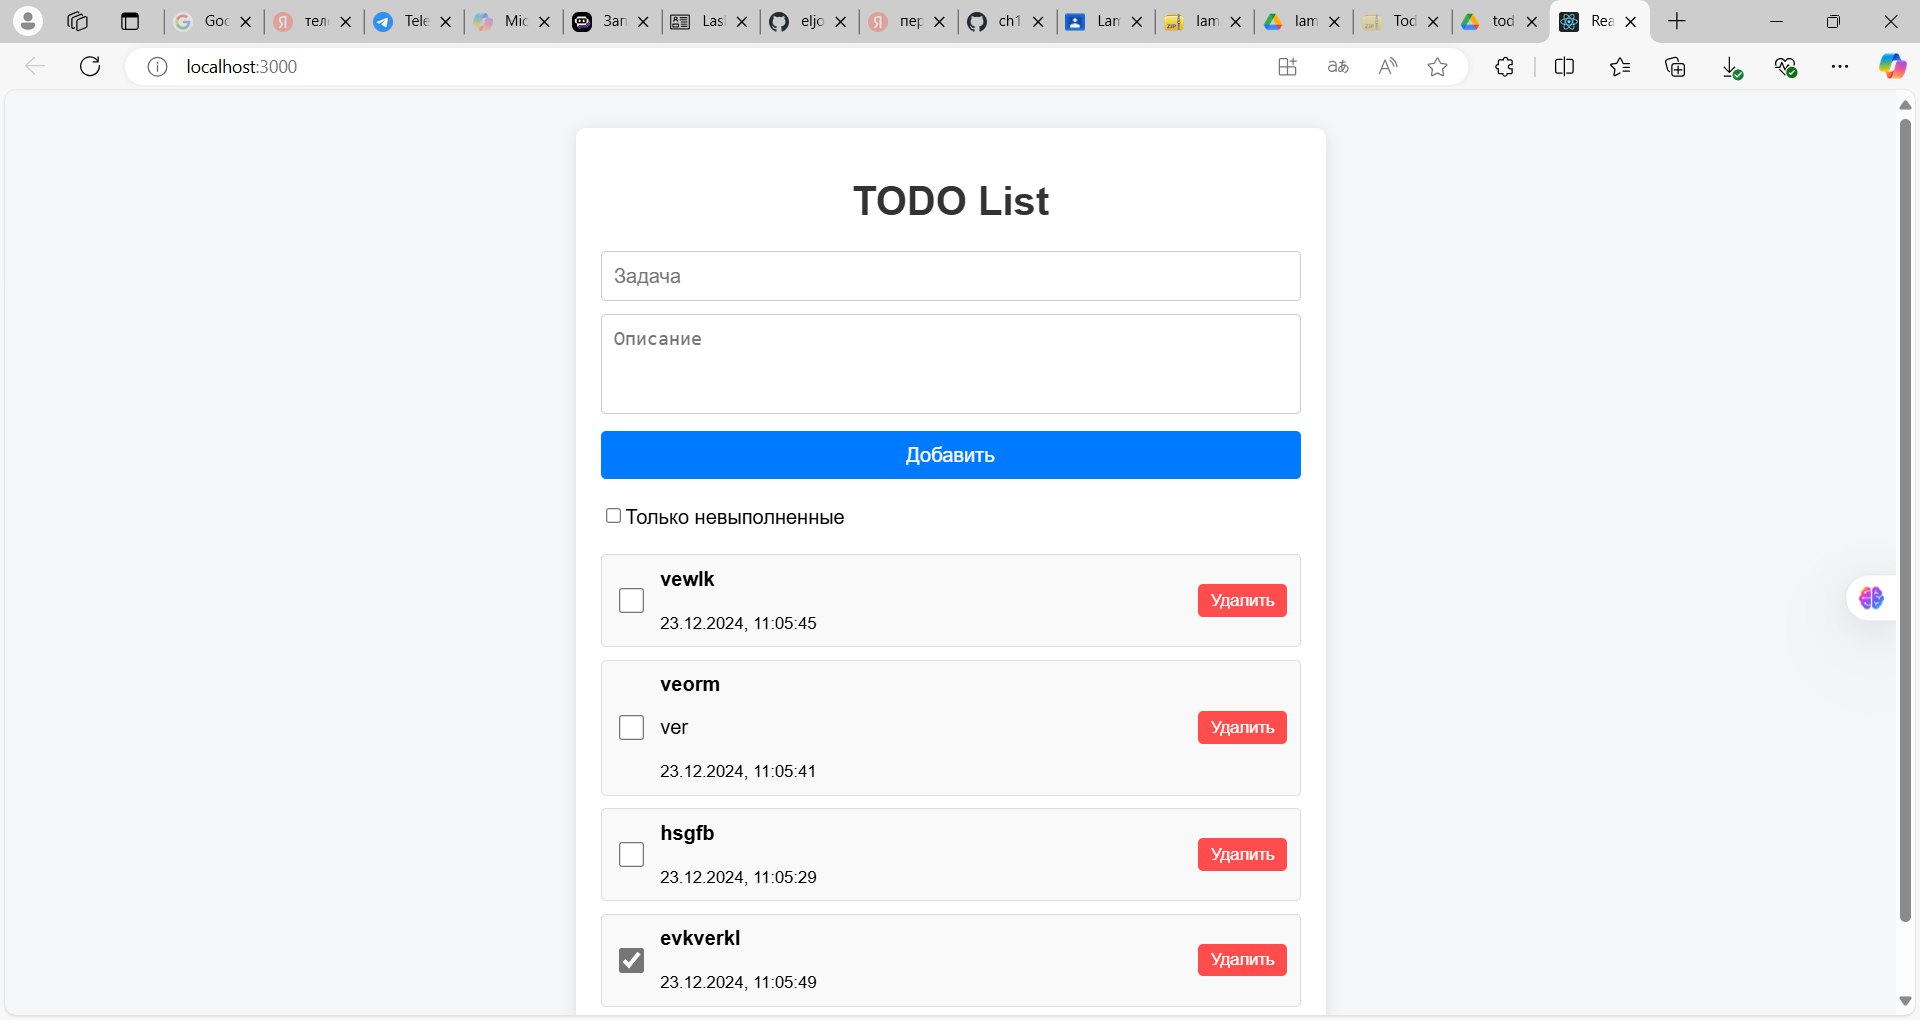 Goo
тел
Tele
Mic
Зап
Lasl
eljo
пер
ch1
Lan
lam
lam
Tod
tod
Rea
localhost:3000
TODO List
Задача
Описание
Добавить
Только невыполненные
vewlk
23.12.2024, 11:05:45
Удалить
veorm
ver
23.12.2024, 11:05:41
Удалить
hsgfb
23.12.2024, 11:05:29
Удалить
evkverkl
23.12.2024, 11:05:49
Удалить